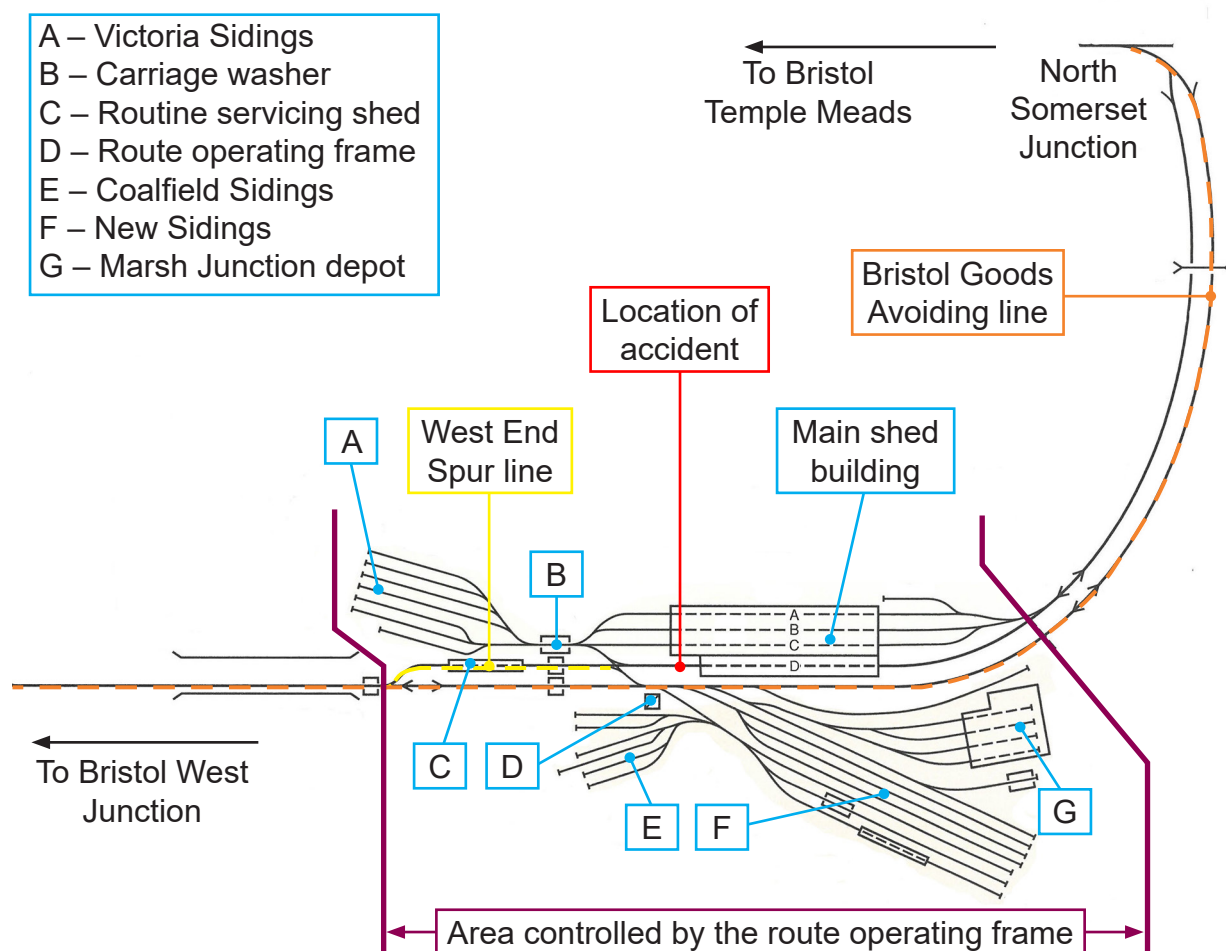 A – Victoria Sidings
B – Carriage washer
C – Routine servicing shed
D – Route operating frame
E – Coalfield Sidings
F – New Sidings
G – Marsh Junction depot
To Bristol
Temple Meads
North
Somerset
Junction
Bristol Goods
Avoiding line
Location of
accident
West End
Spur line
Main shed
building
A
B
A
B
C
D
C
D
E
F
G
To Bristol West
Junction
Area controlled by the route operating frame